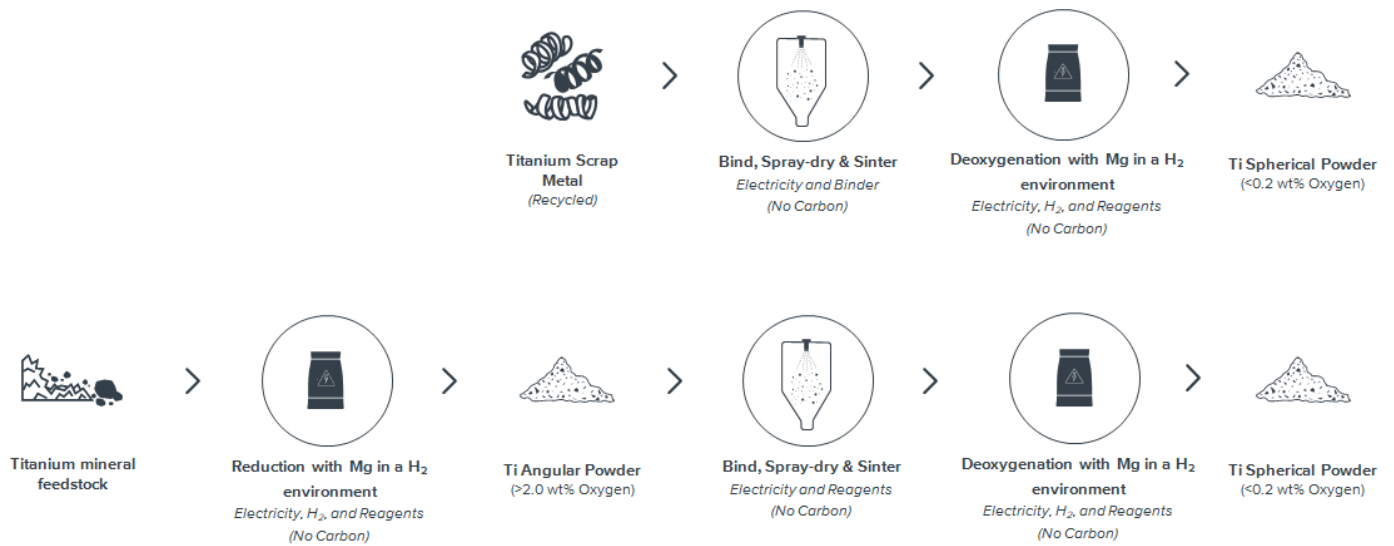 Titanium Scrap
Metal
(Recycled)
Bind, Spray-dry & Sinter
Electricity and Binder
(No Carbon)
Deoxygenation with Mg in a H₂
environment
Electricity, H₂, and Reagents
(No Carbon)
Ti Spherical Powder
(<0.2 wt% Oxygen)
Titanium mineral
feedstock
Reduction with Mg in a H₂
environment
Electricity, H₂, and Reagents
(No Carbon)
Ti Angular Powder
(>2.0 wt% Oxygen)
Bind, Spray-dry & Sinter
Electricity and Reagents
(No Carbon)
Deoxygenation with Mg in a H₂
environment
Electricity, H₂, and Reagents
(No Carbon)
Ti Spherical Powder
(<0.2 wt% Oxygen)